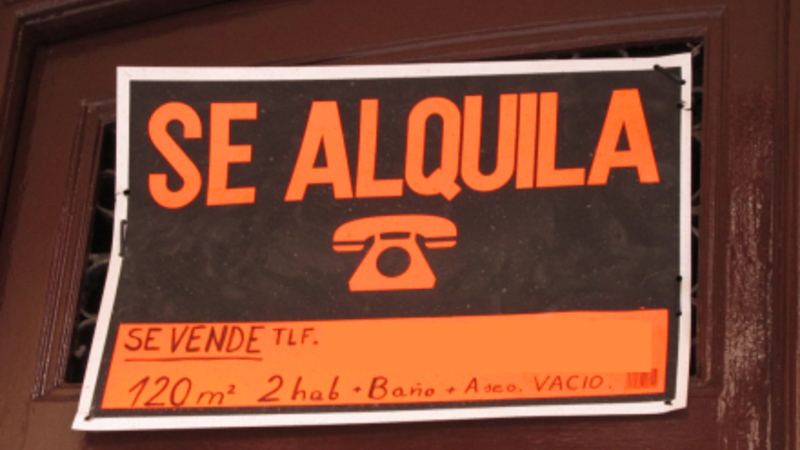 SE ALQUILA
SE VENDE TLF.
120 m² 2 hab + Baño + Aseo. VACIO.